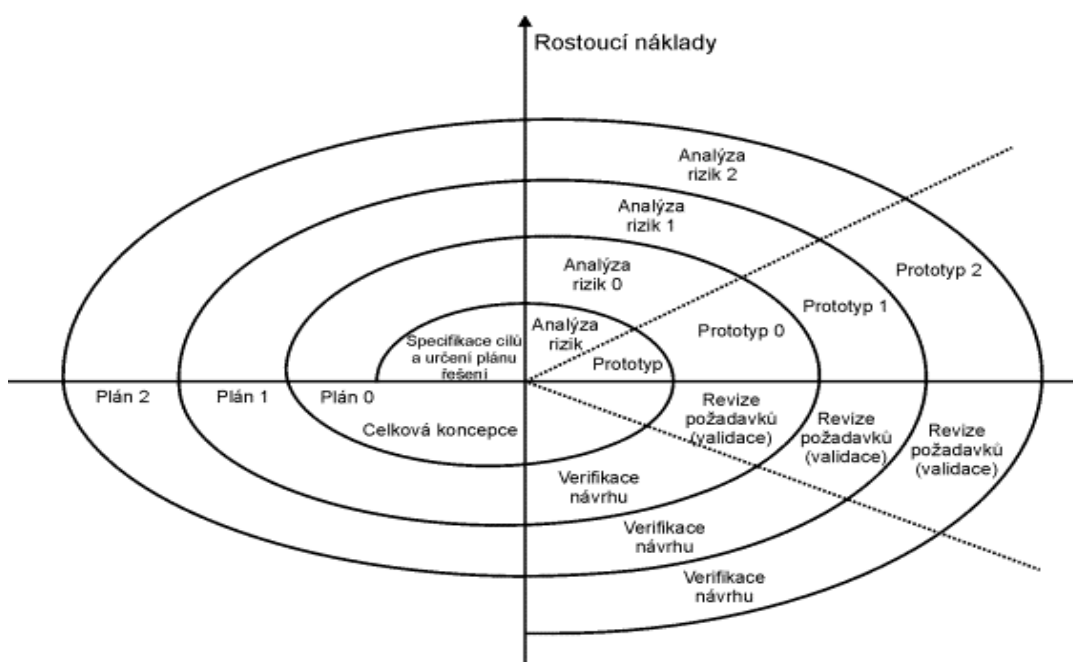 Rostoucí náklady
Analýza
rizik 2
Analýza
rizik 1
Analýza
rizik 0
Prototyp 2
Prototyp 1
Prototyp 0
Specifikace cílů
a určení plánu
řešení
Analýza
rizik
Prototyp
Plán 2
Plán 1
Plán 0
Celková koncepce
Revize
požadavků
(validace)
Revize
požadavků
(validace)
Revize
požadavků
(validace)
Verifikace
návrhu
Verifikace
návrhu
Verifikace
návrhu